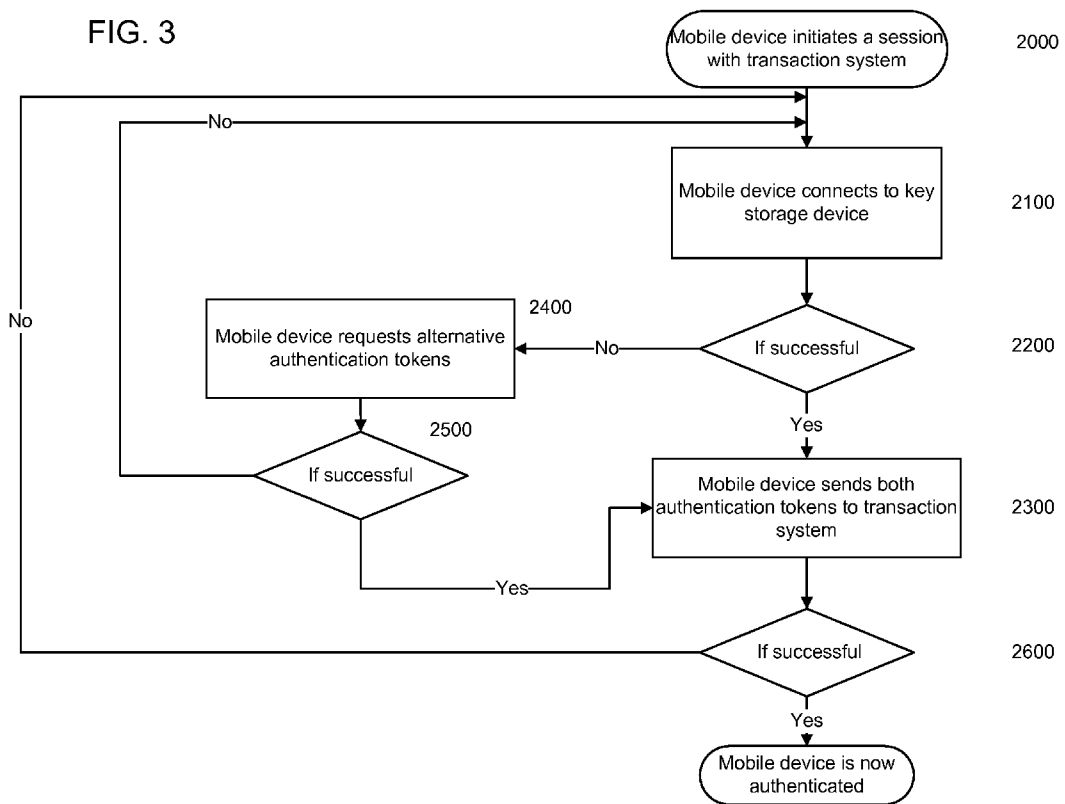 FIG. 3
Mobile device initiates a session
with transaction system
2000
No
Mobile device connects to key
storage device
2100
No
2400
Mobile device requests alternative
authentication tokens
No
If successful
2200
2500
Yes
If successful
Mobile device sends both
authentication tokens to transaction
system
2300
Yes
If successful
2600
Yes
Mobile device is now
authenticated